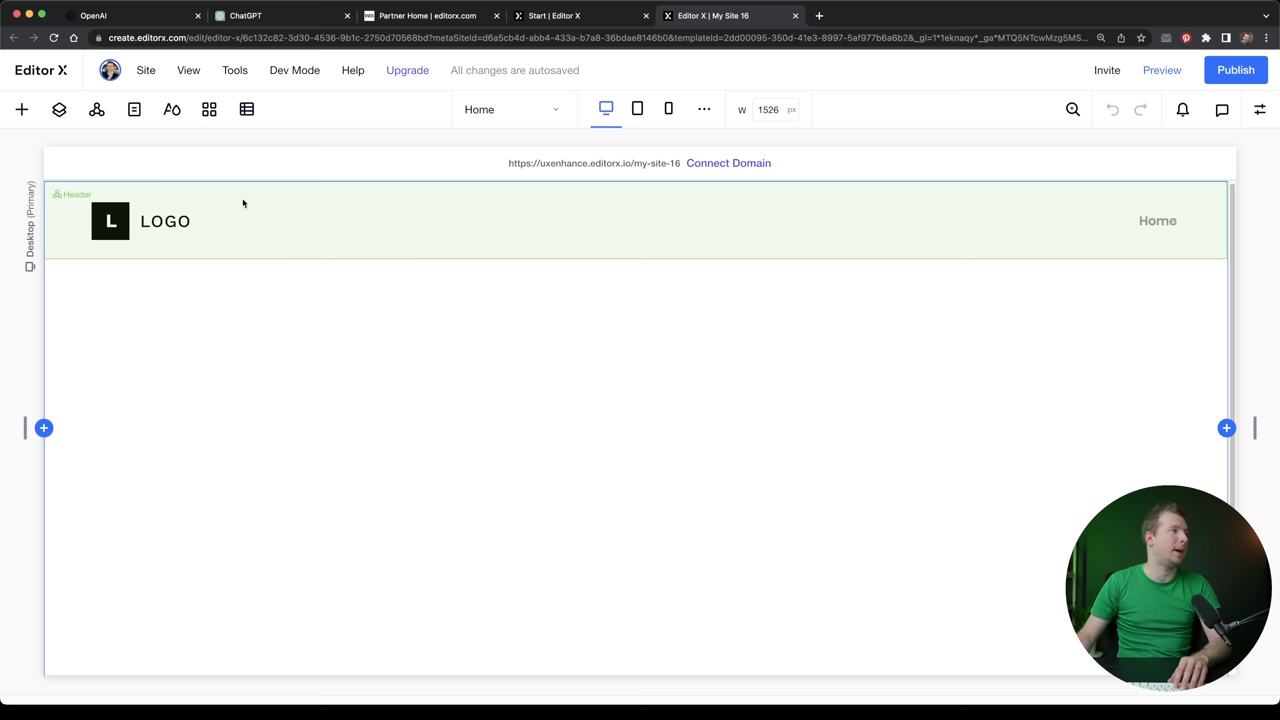 OpenAI
ChatGPT
Partner Home | editorx.com
Start | Editor X
Editor X | My Site 16
create.editorx.com/edit/editor-x/6c132c82-3d30-4536-9b1c-2750d70568bd?metaSiteId=d6a5cb4d-abb4-433a-b7a8-36bdae8146b0&templateId=2dd00095-350d-41e3-8997-5af977b6a6b2&_gl=1*1eknaqy*_ga*MTQ5NTcwMzg5MS...
Editor X
Site
View
Tools
Dev Mode
Help
Upgrade
All changes are autosaved
Invite
Preview
Publish
Home
W
1526
px
https://uxenhance.editorx.io/my-site-16
Connect Domain
Desktop (Primary)
Header
L
LOGO
Home